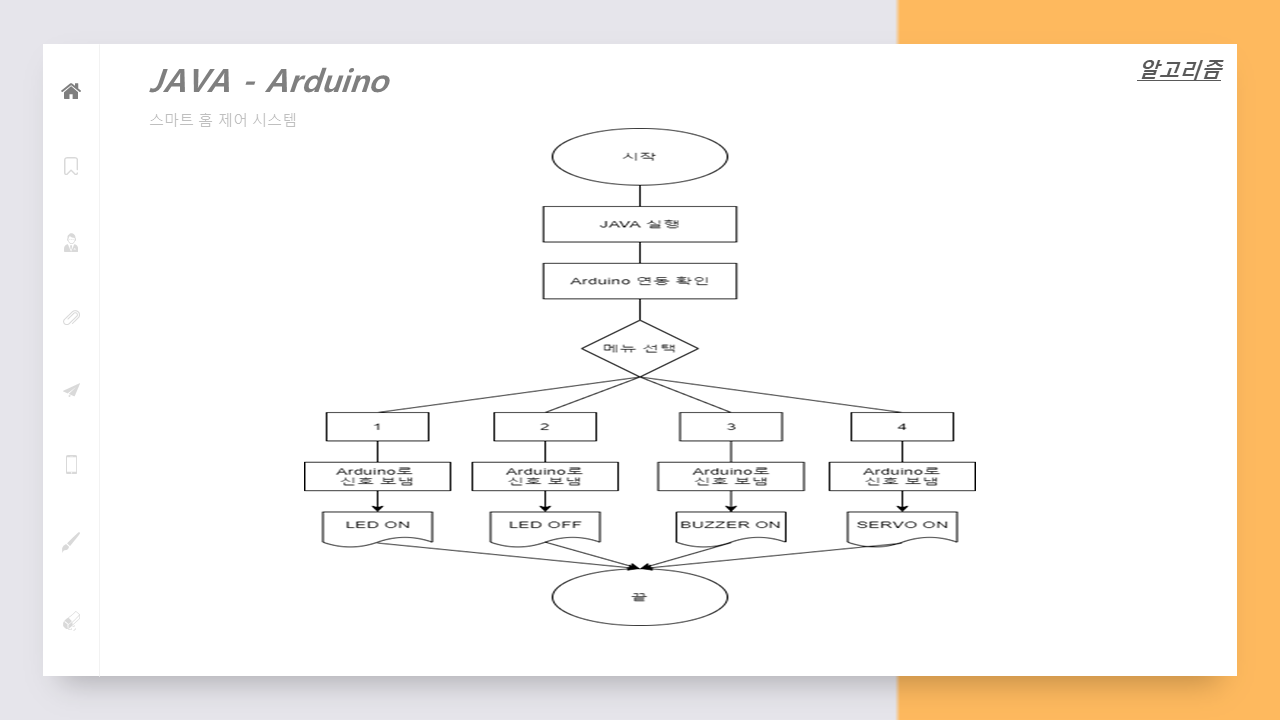 JAVA - Arduino
알고리즘
스마트 홈 제어 시스템
시작
JAVA 실행
Arduino 연동 확인
메뉴 선택
1
2
3
4
Arduino로
신호 보냄
Arduino로
신호 보냄
Arduino로
신호 보냄
Arduino로
신호 보냄
LED ON
LED OFF
BUZZER ON
SERVO ON
끝